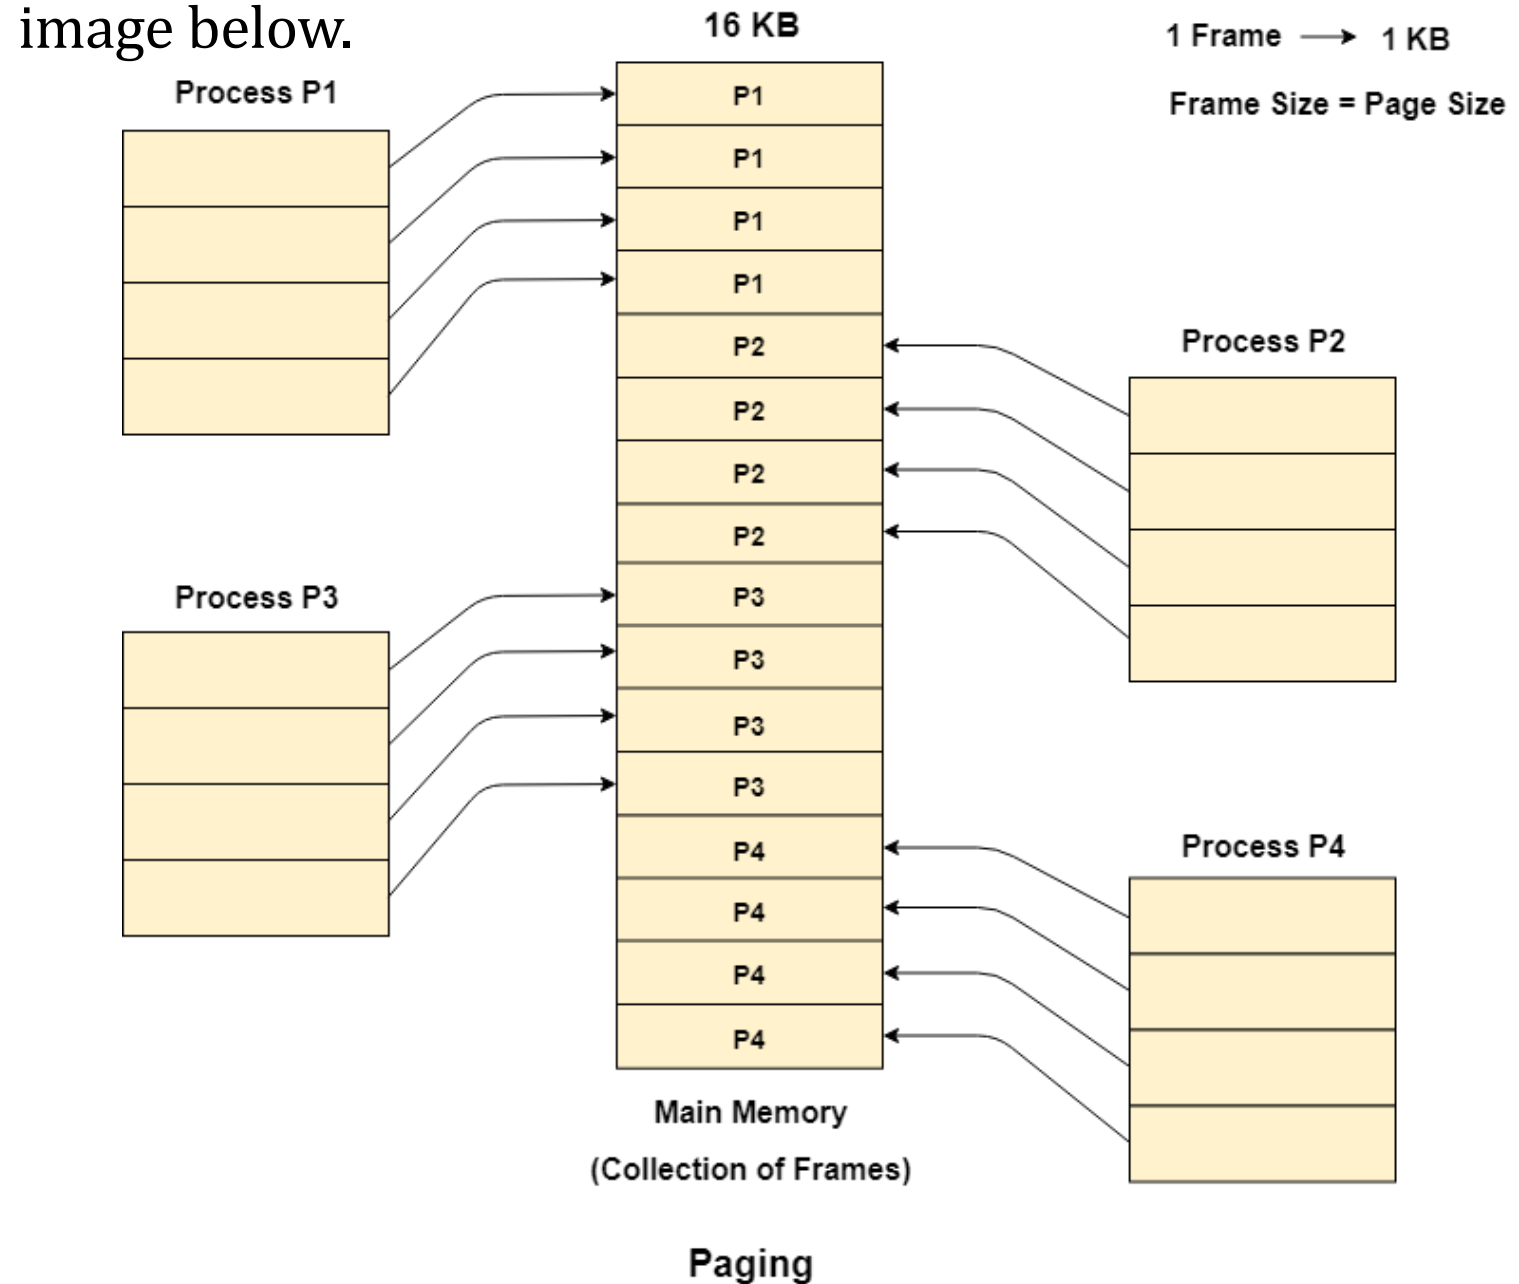 image below.
16 KB
1 Frame → 1 KB
Frame Size = Page Size
Process P1
P1
P1
P1
P1
Process P2
P2
P2
P2
P2
Process P3
P3
P3
P3
P3
Process P4
P4
P4
P4
P4
Main Memory
(Collection of Frames)
Paging